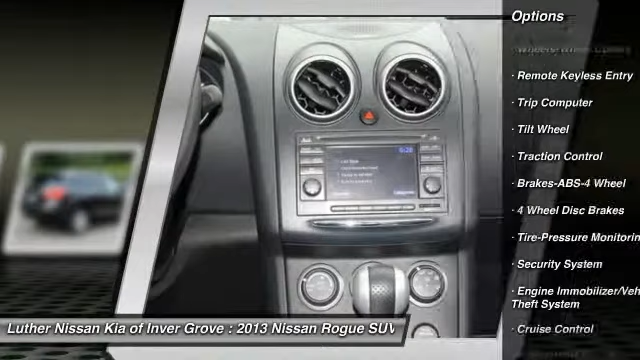 Options
· Remote Keyless Entry
· Trip Computer
· Tilt Wheel
· Traction Control
· Brakes-ABS-4 Wheel
· 4 Wheel Disc Brakes
· Tire-Pressure Monitorin
· Security System
· Engine Immobilizer/Veh
Theft System
· Cruise Control
6:28
Luther Nissan Kia of Inver Grove : 2013 Nissan Rogue SUV